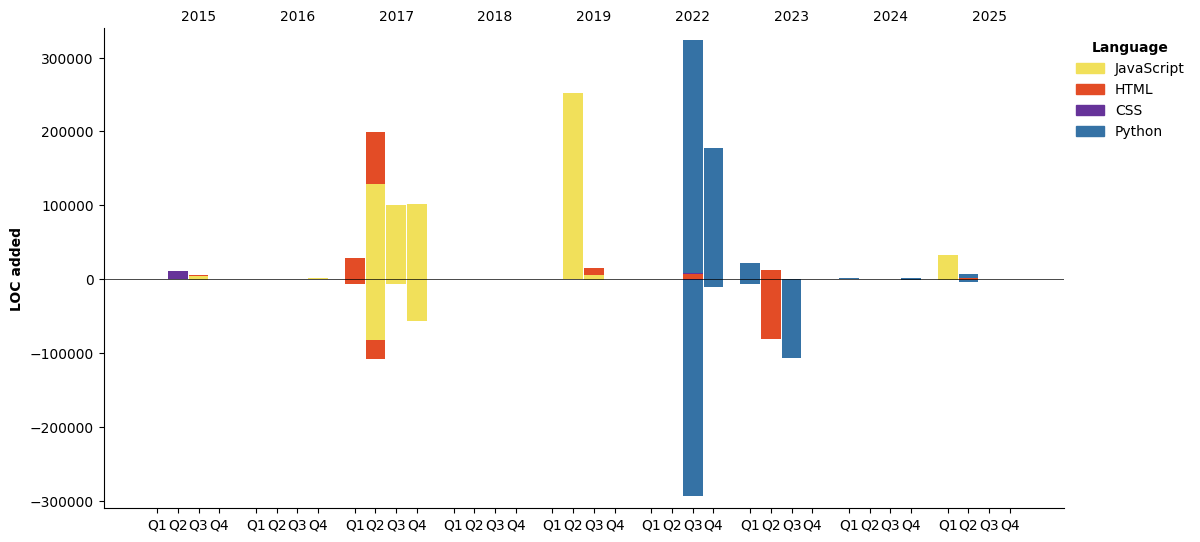 2015 2016 2017 2018 2019 2022 2023 2024 2025
Language
JavaScript
HTML
CSS
Python
LOC added
300000
200000
100000
0
−100000
−200000
−300000
Q1 Q2 Q3 Q4 Q1 Q2 Q3 Q4 Q1 Q2 Q3 Q4 Q1 Q2 Q3 Q4 Q1 Q2 Q3 Q4 Q1 Q2 Q3 Q4 Q1 Q2 Q3 Q4 Q1 Q2 Q3 Q4 Q1 Q2 Q3 Q4